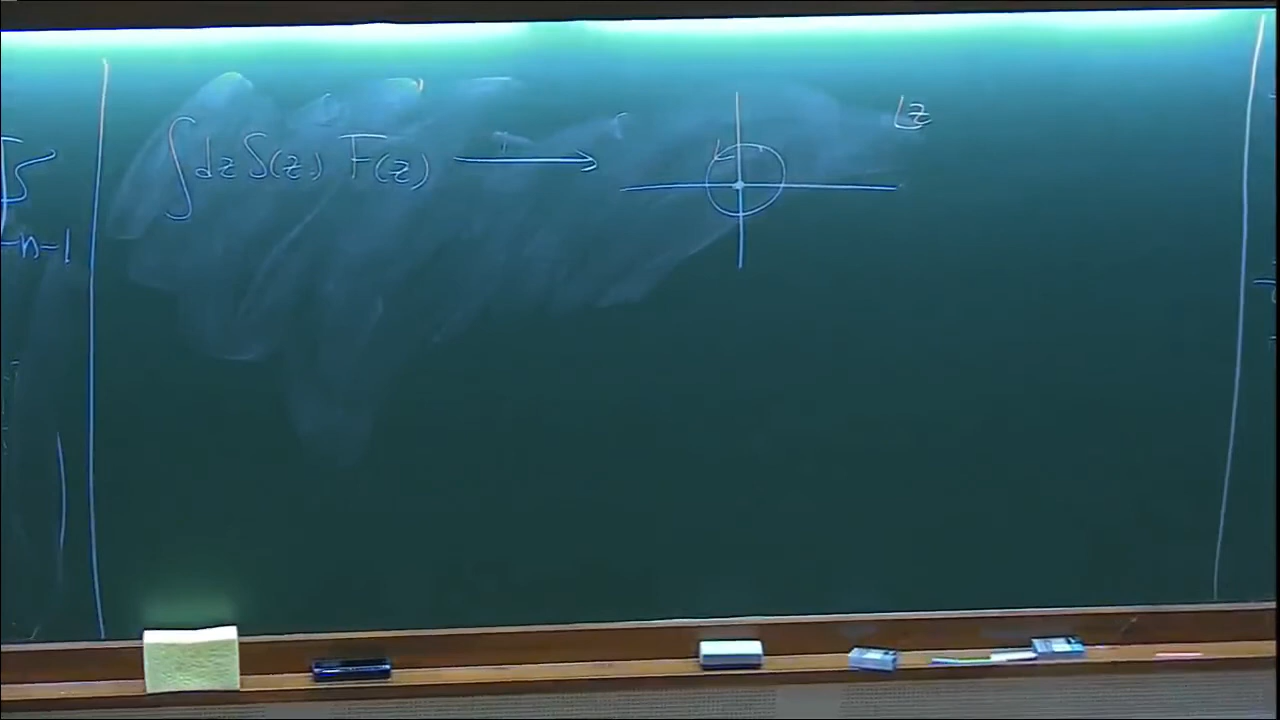 ∫dz S(z) F(z) ⟶
z
-n-1